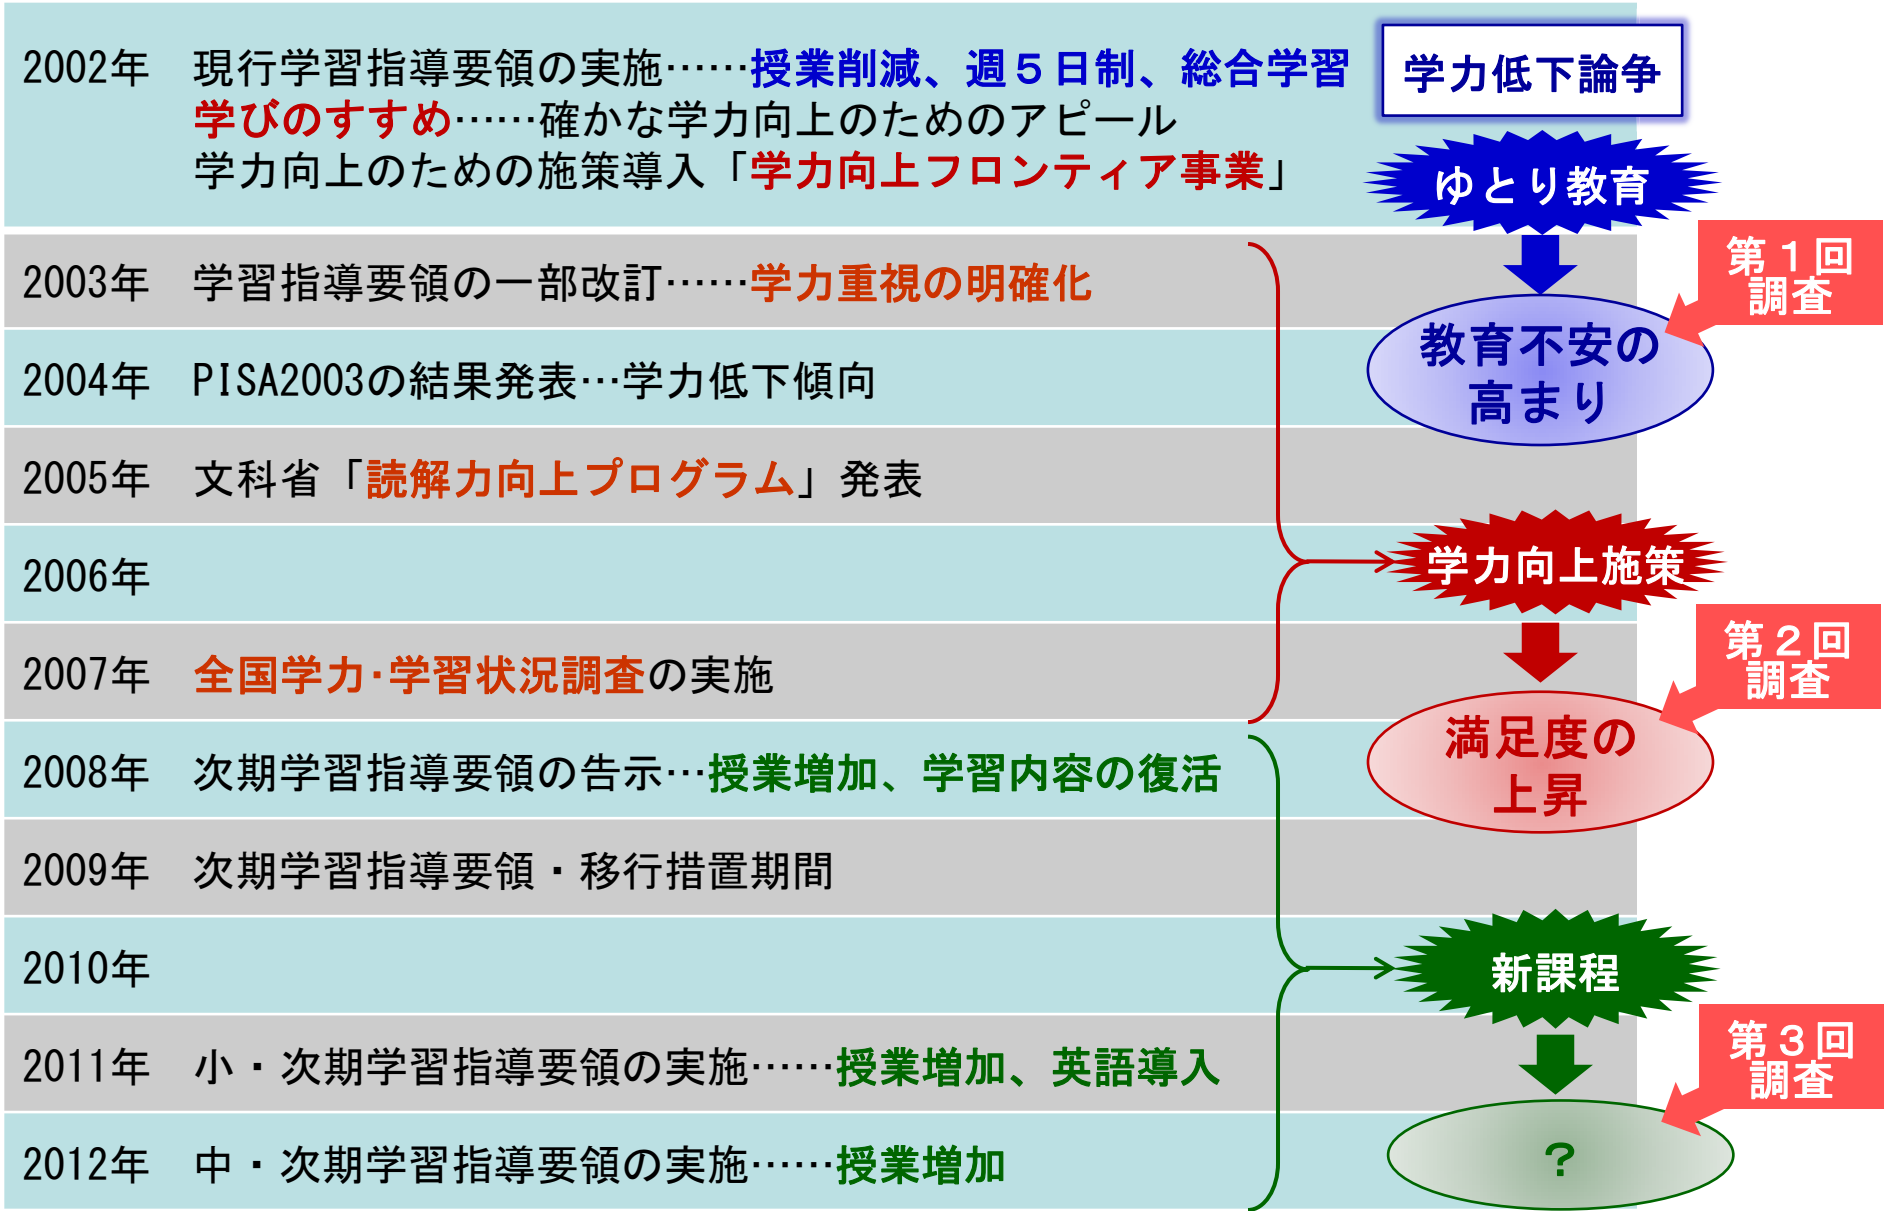 2002年 現行学習指導要領の実施……授業削減、週５日制、総合学習
学びのすすめ……確かな学力向上のためのアピール
学力向上のための施策導入「学力向上フロンティア事業」
学力低下論争
ゆとり教育
2003年 学習指導要領の一部改訂……学力重視の明確化
第１回
調査
教育不安の
高まり
2004年 PISA2003の結果発表…学力低下傾向
2005年 文科省「読解力向上プログラム」発表
2006年
学力向上施策
2007年 全国学力・学習状況調査の実施
第２回
調査
満足度の
上昇
2008年 次期学習指導要領の告示…授業増加、学習内容の復活
2009年 次期学習指導要領・移行措置期間
2010年
新課程
2011年 小・次期学習指導要領の実施……授業増加、英語導入
第３回
調査
2012年 中・次期学習指導要領の実施……授業増加
？